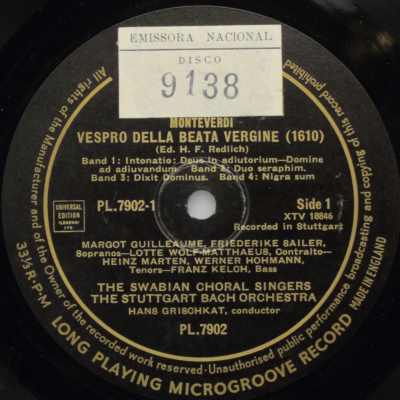 EMISSORA NACIONAL
DISCO
9138
MONTEVERDI
VESPRO DELLA BEATA VERGINE (1610)
(Ed. H. F. Redlich)
Band 1: Intonatio: Deus in adiutorium—Domine
ad adiuvandum. Band 2: Duo seraphim.
Band 3: Dixit Dominus. Band 4: Nigra sum
UNIVERSAL
EDITION
(LONDON)
LTD
PL.7902-1
Side 1
XTV 18846
Recorded in Stuttgart
MARGOT GUILLEAUME, FRIEDERIKE SAILER,
Sopranos—LOTTE WOLF-MATTHAEUS, Contralto—
HEINZ MARTEN, WERNER HOHMANN,
Tenors—FRANZ KELCH, Bass
THE SWABIAN CHORAL SINGERS
THE STUTTGART BACH ORCHESTRA
HANS GRISCHKAT, conductor
PL.7902
33⅓ R.P.M
LONG PLAYING MICROGROOVE RECORD
MADE IN ENGLAND
All rights of the Manufacturer and of the Owner of the recorded work reserved—Unauthorised public performance broadcasting and copying of this record prohibited